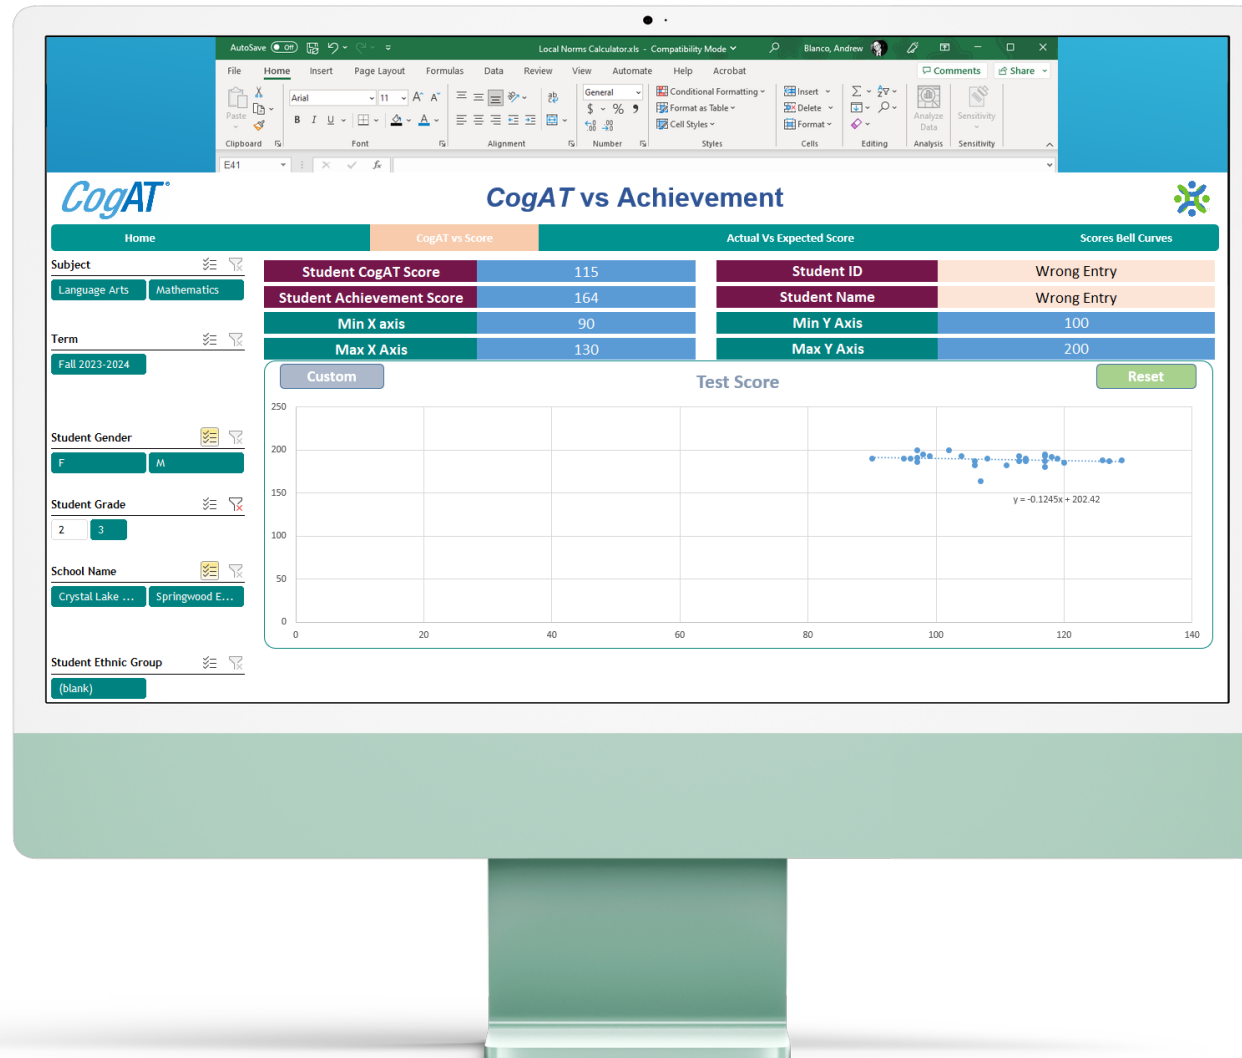 AutoSave Off Local Norms Calculator.xls - Compatibility Mode Blanco, Andrew
File Home Insert Page Layout Formulas Data Review View Automate Help Acrobat Comments Share
Paste
Clipboard
Arial 11 A A
B I U A
Font
ab
Alignment
General
$ % 9
.00 .00
Number
Conditional Formatting
Format as Table
Cell Styles
Styles
Insert
Delete
Format
Cells
Editing
Analyze
Data
Analysis
Sensitivity
Sensitivity
E41 fx
CogAT® CogAT vs Achievement
Home CogAT vs Score Actual Vs Expected Score Scores Bell Curves
Subject
Language Arts Mathematics
Term
Fall 2023-2024
Student Gender
F M
Student Grade
2 3
School Name
Crystal Lake ... Springwood E...
Student Ethnic Group
(blank)
Student CogAT Score 115 Student ID Wrong Entry
Student Achievement Score 164 Student Name Wrong Entry
Min X axis 90 Min Y Axis 100
Max X Axis 130 Max Y Axis 200
Custom Test Score Reset
250
200
150
100
50
0
y = -0.1245x + 202.42
0 20 40 60 80 100 120 140